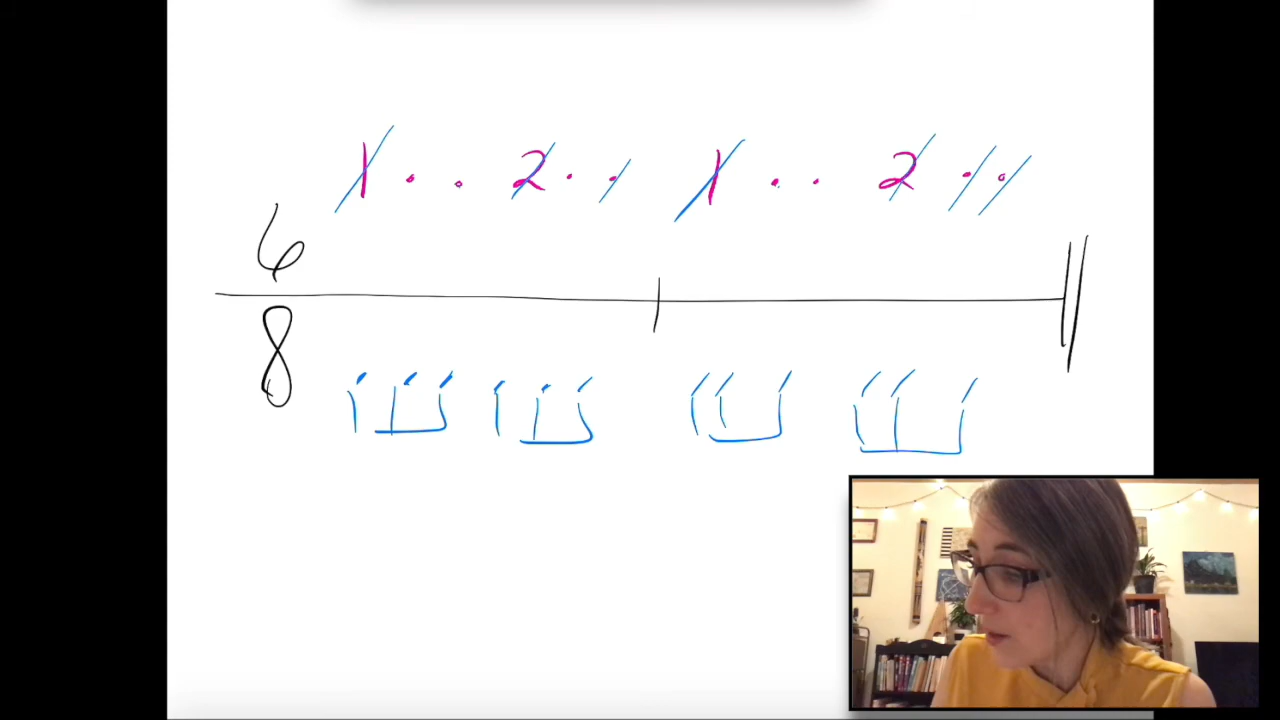 1 . . 2 . . 1 . . 2 . .
6
8